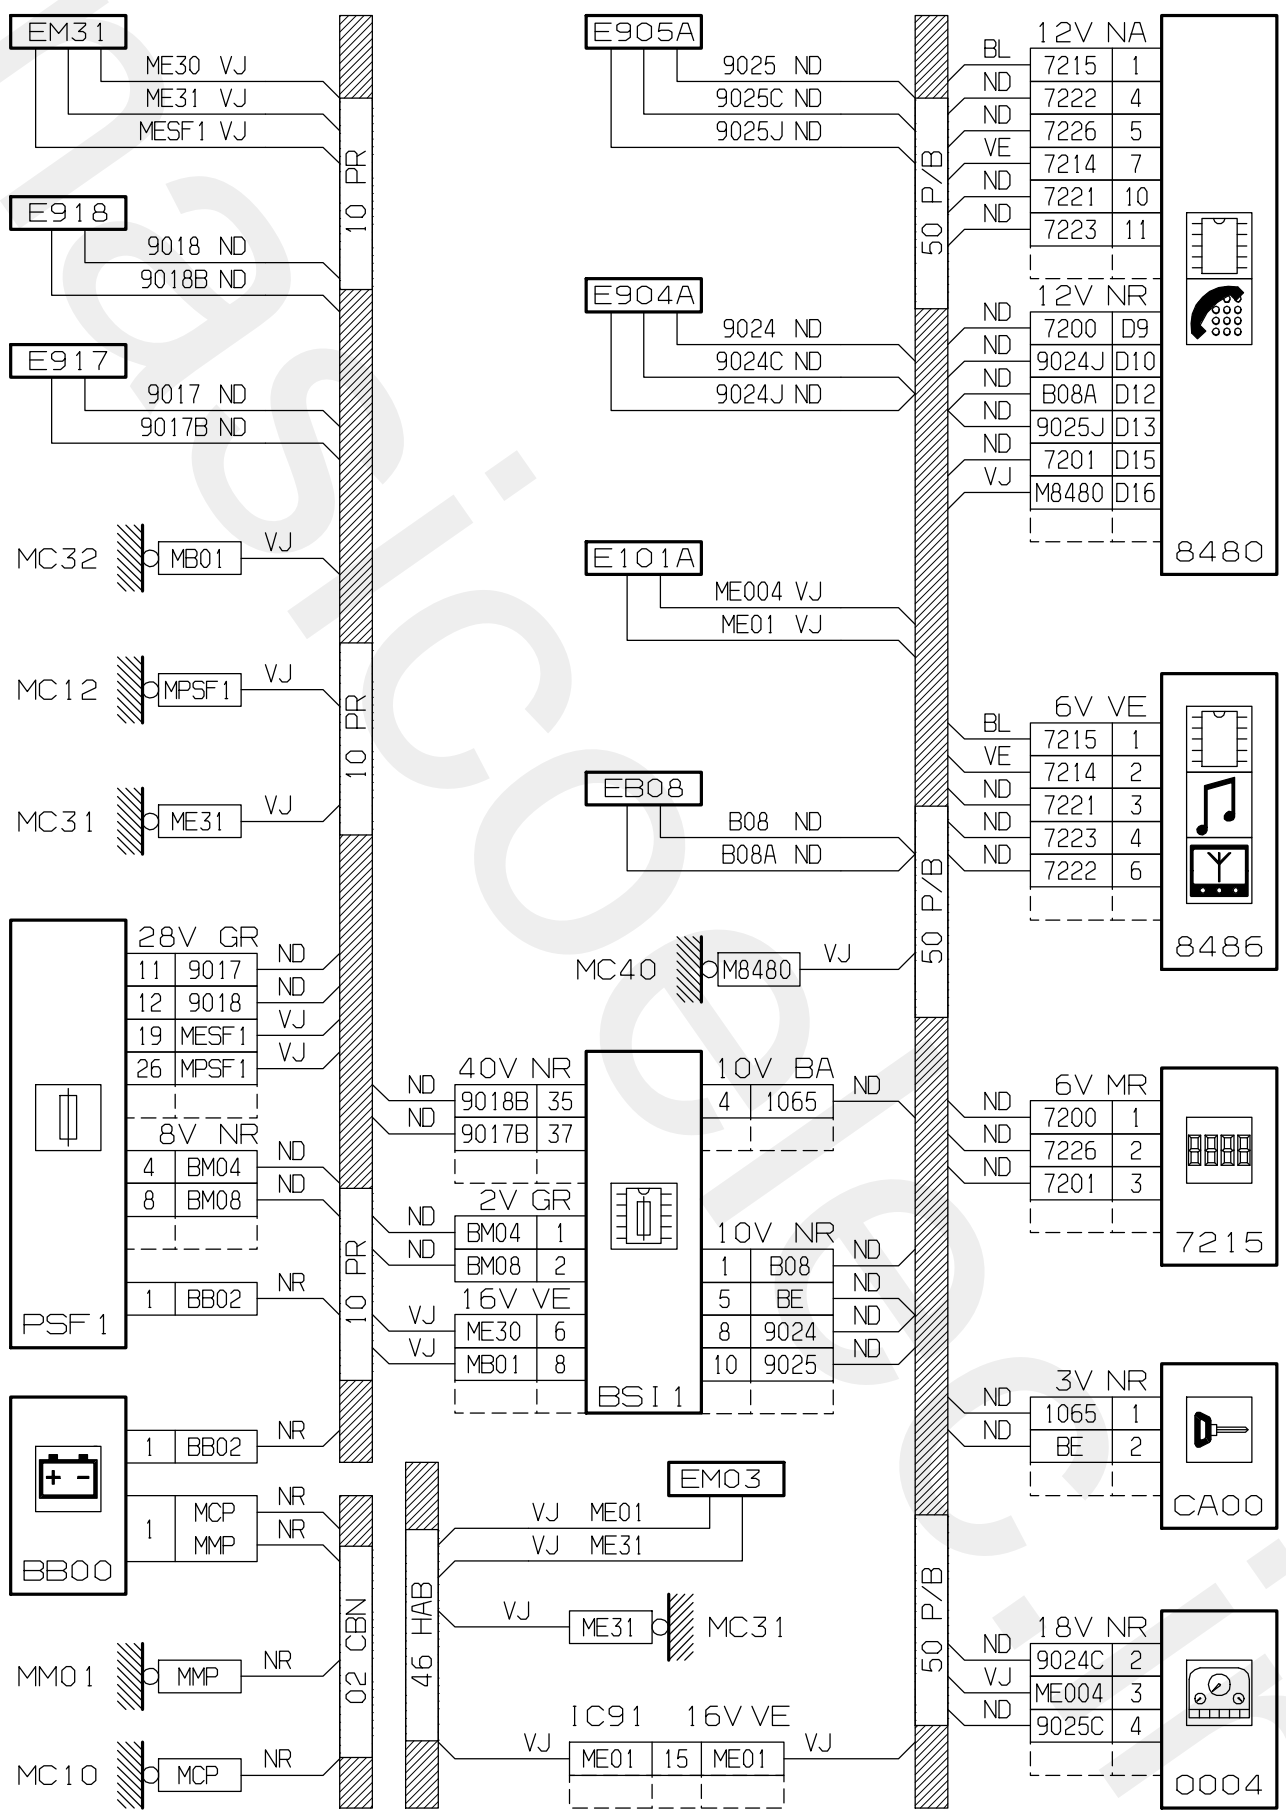 EM31
ME30 VJ
ME31 VJ
MESF1 VJ
10 PR
E918
9018 ND
9018B ND
E917
9017 ND
9017B ND
MC32 MB01 VJ
MC12 MPSF1 VJ
10 PR
MC31 ME31 VJ
28V GR
11 9017 ND
12 9018 ND
19 MESF1 VJ
26 MPSF1 VJ
8V NR
4 BM04 ND
8 BM08 ND
1 BB02 NR
PSF1
10 PR
1 BB02 NR
1 MCP NR
MMP NR
BB00
02 CBN
MM01 MMP NR
MC10 MCP NR
E905A
9025 ND
9025C ND
9025J ND
50 P/B
E904A
9024 ND
9024C ND
9024J ND
E101A
ME004 VJ
ME01 VJ
EB08
B08 ND
B08A ND
50 P/B
MC40 M8480 VJ
40V NR
ND 9018B 35
ND 9017B 37
2V GR
ND BM04 1
ND BM08 2
16V VE
VJ ME30 6
VJ MB01 8
BSI1
10V BA
4 1065 ND
10V NR
1 B08 ND
5 BE ND
8 9024 ND
10 9025 ND
EM03
VJ ME01
VJ ME31
46 HAB
VJ ME31 MC31
IC91 16V VE
VJ ME01 15 ME01 VJ
50 P/B
12V NA
BL 7215 1
ND 7222 4
ND 7226 5
VE 7214 7
ND 7221 10
ND 7223 11
12V NR
ND 7200 D9
ND 9024J D10
ND B08A D12
ND 9025J D13
ND 7201 D15
VJ M8480 D16
8480
6V VE
BL 7215 1
VE 7214 2
ND 7221 3
ND 7223 4
ND 7222 6
8486
6V MR
ND 7200 1
ND 7226 2
ND 7201 3
7215
3V NR
ND 1065 1
ND BE 2
CA00
18V NR
ND 9024C 2
VJ ME004 3
ND 9025C 4
0004